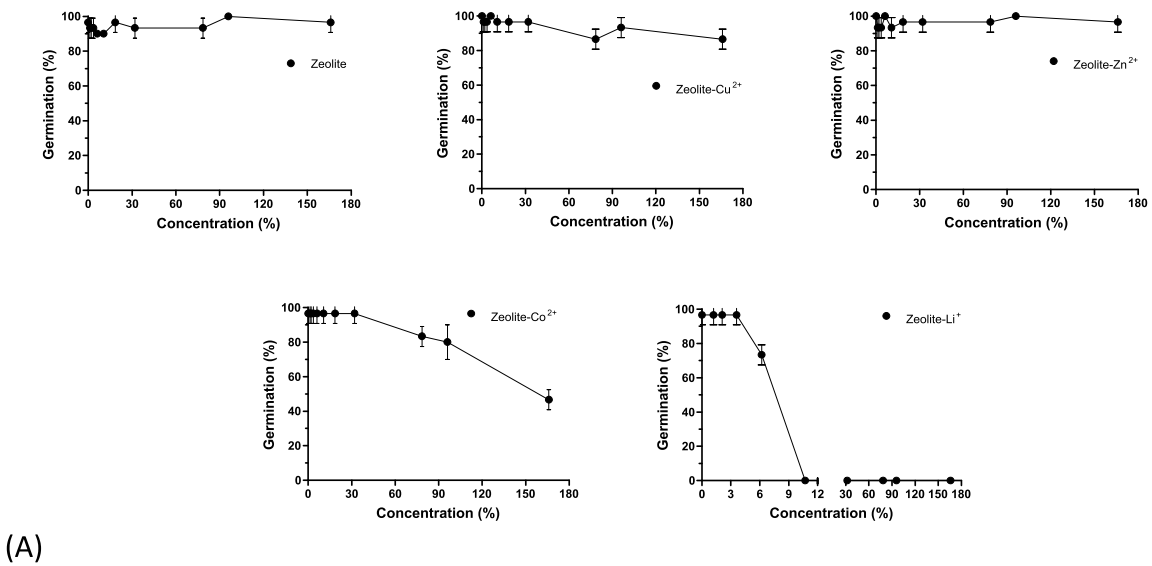 Germination (%)
100
80
60
40
20
0
Zeolite
0 30 60 90 120 150 180
Concentration (%)
Germination (%)
100
80
60
40
20
0
Zeolite-Cu2+
0 30 60 90 120 150 180
Concentration (%)
Germination (%)
100
80
60
40
20
0
Zeolite-Zn2+
0 30 60 90 120 150 180
Concentration (%)
Germination (%)
100
80
60
40
20
0
Zeolite-Co2+
0 30 60 90 120 150 180
Concentration (%)
Germination (%)
100
80
60
40
20
0
Zeolite-Li+
0 3 6 9 12 30 60 90 120 150 180
Concentration (%)
(A)